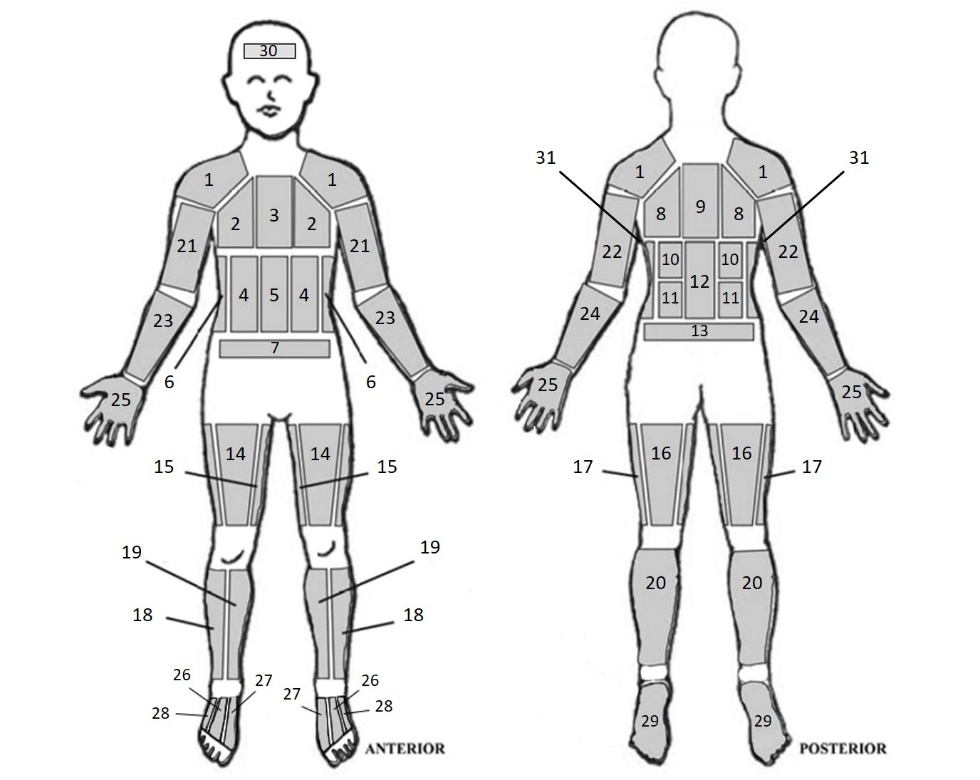 30
31 31
1 1 1 1
2 3 2 8 9 8
21 21 22 22
10 10
4 5 4 12
11 11
23 23 24 24
7 13
6 6
25 25 25 25
14 14 16 16
15 15 17 17
19 19
20 20
18 18
26 27 27 26
28 28 29 29
ANTERIOR POSTERIOR